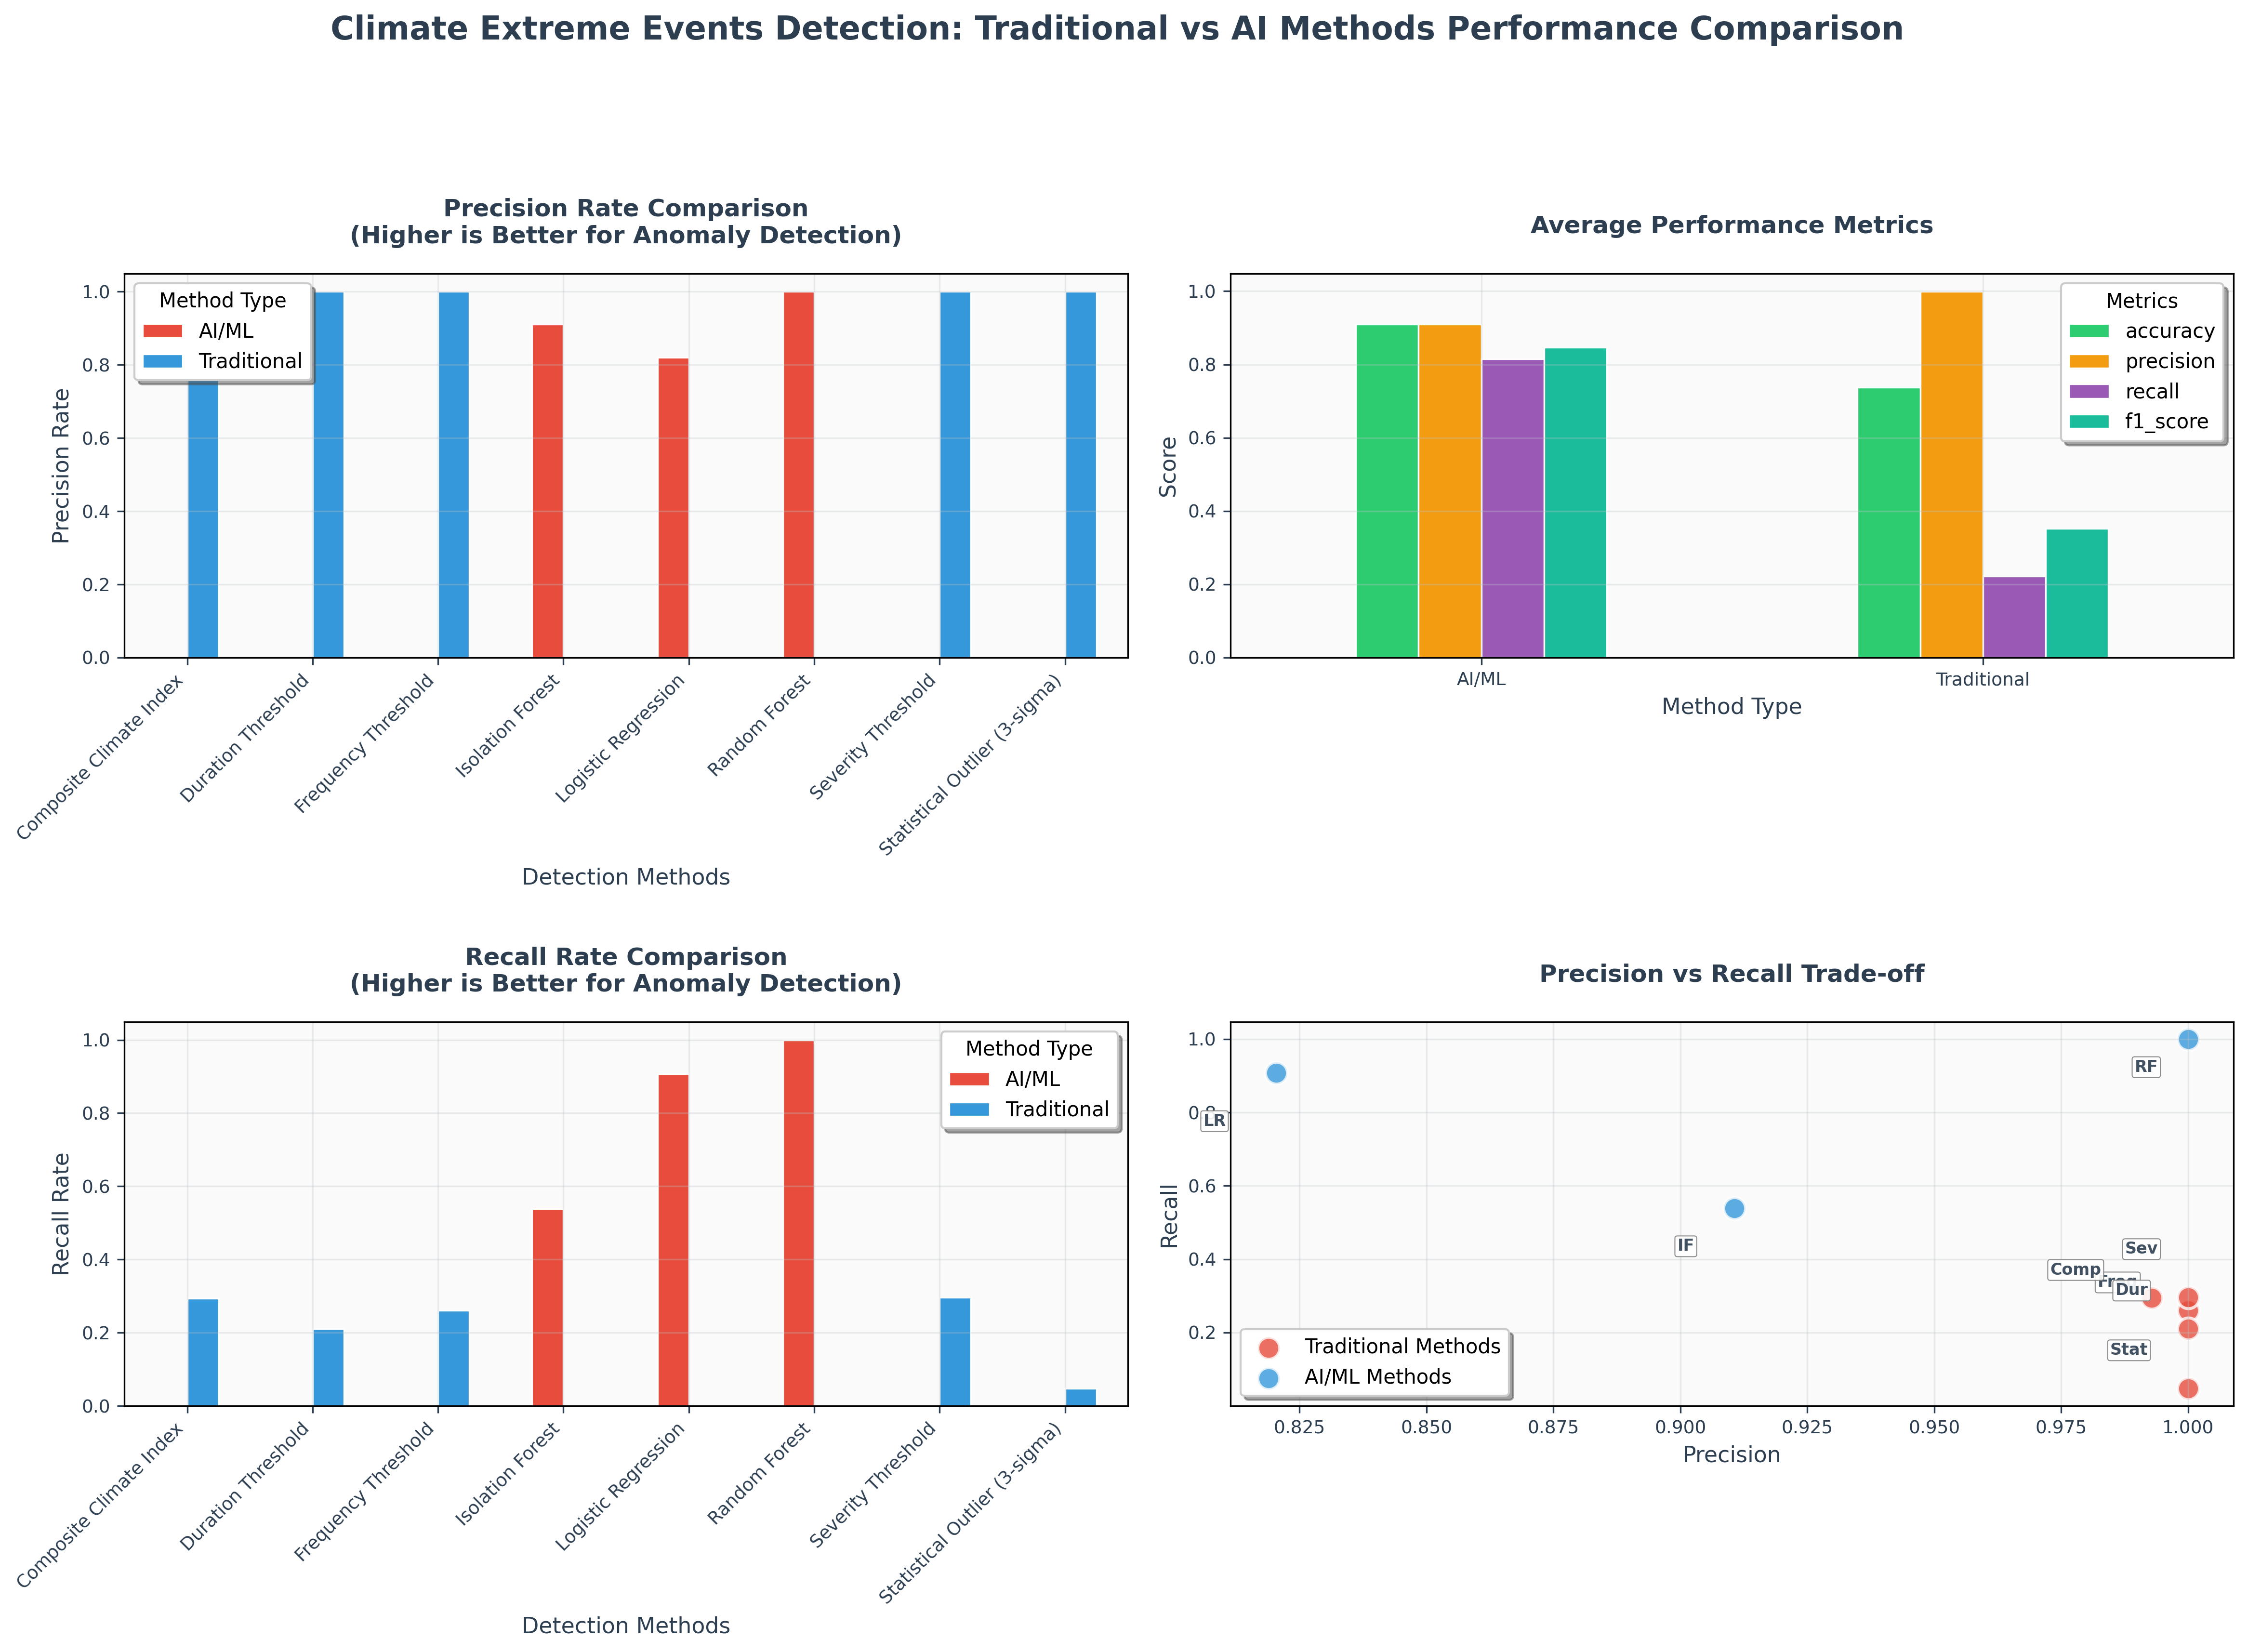 Climate Extreme Events Detection: Traditional vs AI Methods Performance Comparison
Precision Rate Comparison
(Higher is Better for Anomaly Detection)
Precision Rate
1.0
0.8
0.6
0.4
0.2
0.0
Method Type
AI/ML
Traditional
Composite Climate Index
Duration Threshold
Frequency Threshold
Isolation Forest
Logistic Regression
Random Forest
Severity Threshold
Statistical Outlier (3-sigma)
Detection Methods
Average Performance Metrics
Score
1.0
0.8
0.6
0.4
0.2
0.0
Metrics
accuracy
precision
recall
f1_score
AI/ML
Traditional
Method Type
Recall Rate Comparison
(Higher is Better for Anomaly Detection)
Recall Rate
1.0
0.8
0.6
0.4
0.2
0.0
Method Type
AI/ML
Traditional
Composite Climate Index
Duration Threshold
Frequency Threshold
Isolation Forest
Logistic Regression
Random Forest
Severity Threshold
Statistical Outlier (3-sigma)
Detection Methods
Precision vs Recall Trade-off
Recall
1.0
0.8
0.6
0.4
0.2
RF
LR
IF
Sev
Comp
Dur
Stat
Traditional Methods
AI/ML Methods
0.825
0.850
0.875
0.900
0.925
0.950
0.975
1.000
Precision